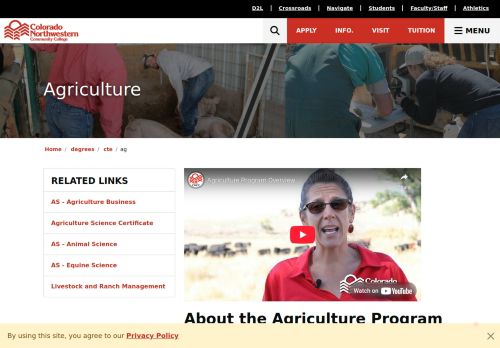 D2L | Crossroads | Navigate | Students | Faculty/Staff | Athletics
Colorado
Northwestern
Community College
APPLY INFO. VISIT TUITION MENU
Agriculture
Home / degrees / cte / ag
RELATED LINKS
AS - Agriculture Business
Agriculture Science Certificate
AS - Animal Science
AS - Equine Science
Livestock and Ranch Management
Agriculture Program Overview
Colorado
Watch on YouTube
About the Agriculture Program
By using this site, you agree to our Privacy Policy